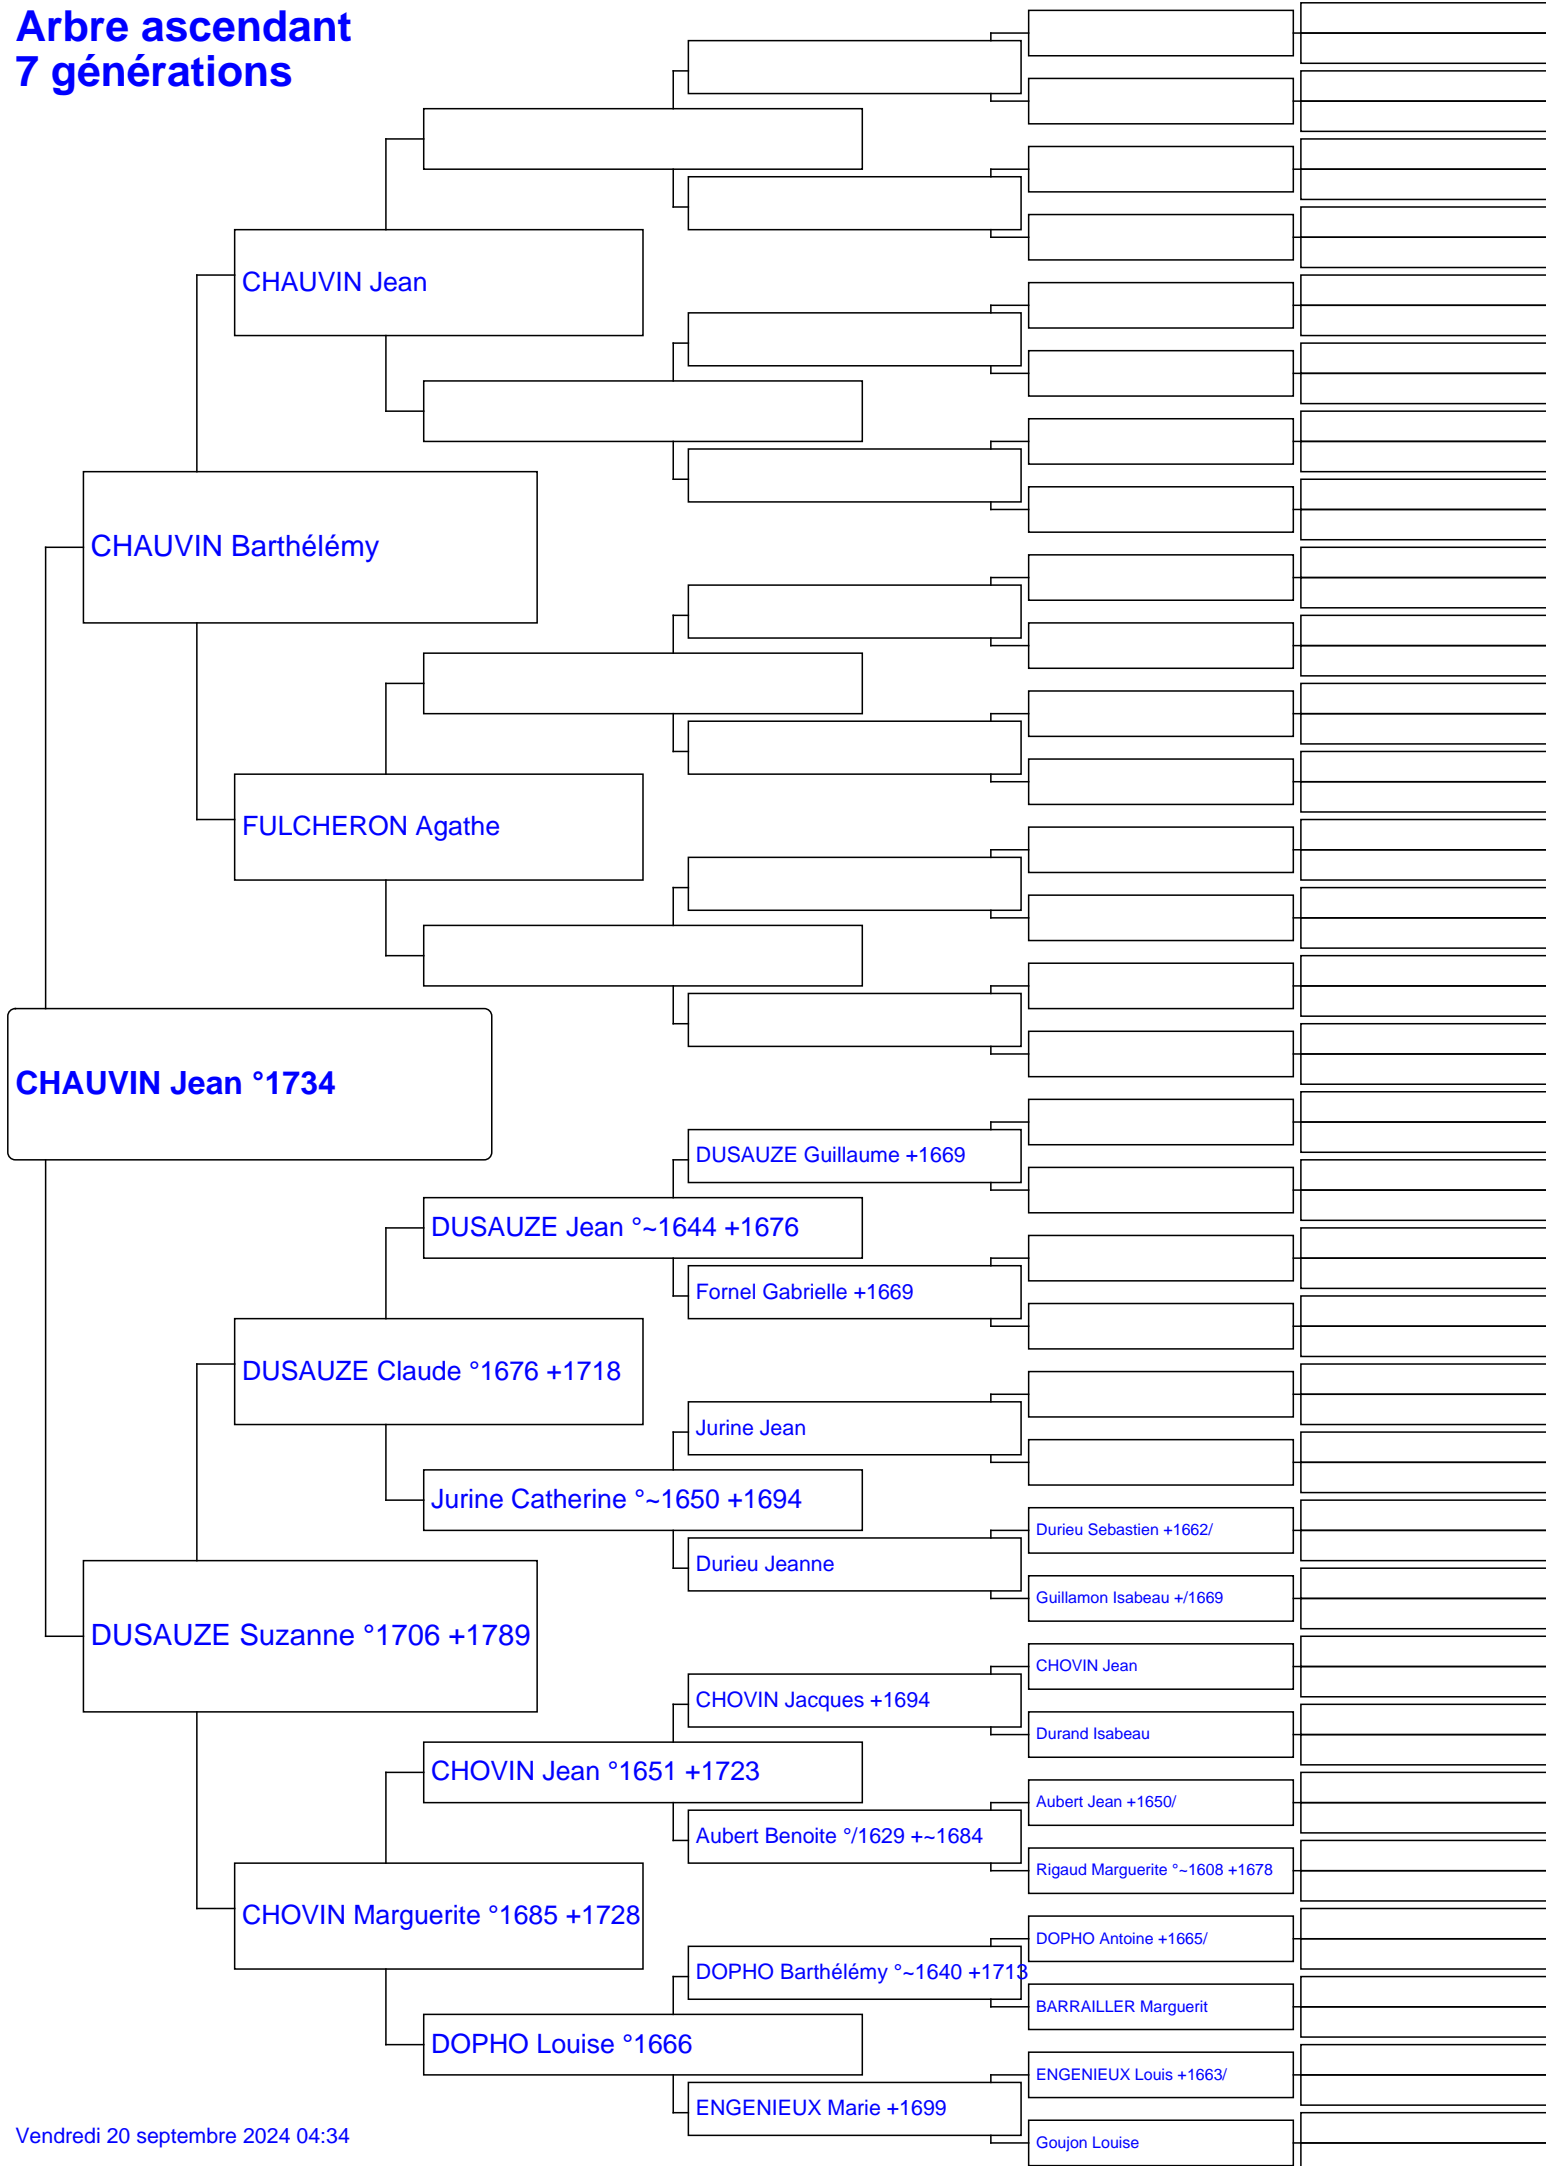 Arbre ascendant
7 générations
CHAUVIN Jean
CHAUVIN Barthélémy
FULCHERON Agathe
CHAUVIN Jean °1734
DUSAUZE Guillaume +1669
DUSAUZE Jean °~1644 +1676
Fornel Gabrielle +1669
DUSAUZE Claude °1676 +1718
Jurine Jean
Jurine Catherine °~1650 +1694
Durieu Sebastien +1662/
Durieu Jeanne
Guillamon Isabeau +/1669
DUSAUZE Suzanne °1706 +1789
CHOVIN Jean
CHOVIN Jacques +1694
Durand Isabeau
CHOVIN Jean °1651 +1723
Aubert Jean +1650/
Aubert Benoite °/1629 +~1684
Rigaud Marguerite °~1608 +1678
CHOVIN Marguerite °1685 +1728
DOPHO Antoine +1665/
DOPHO Barthélémy °~1640 +1713
BARRAILLER Marguerit
DOPHO Louise °1666
ENGENIEUX Louis +1663/
ENGENIEUX Marie +1699
Goujon Louise
Vendredi 20 septembre 2024 04:34